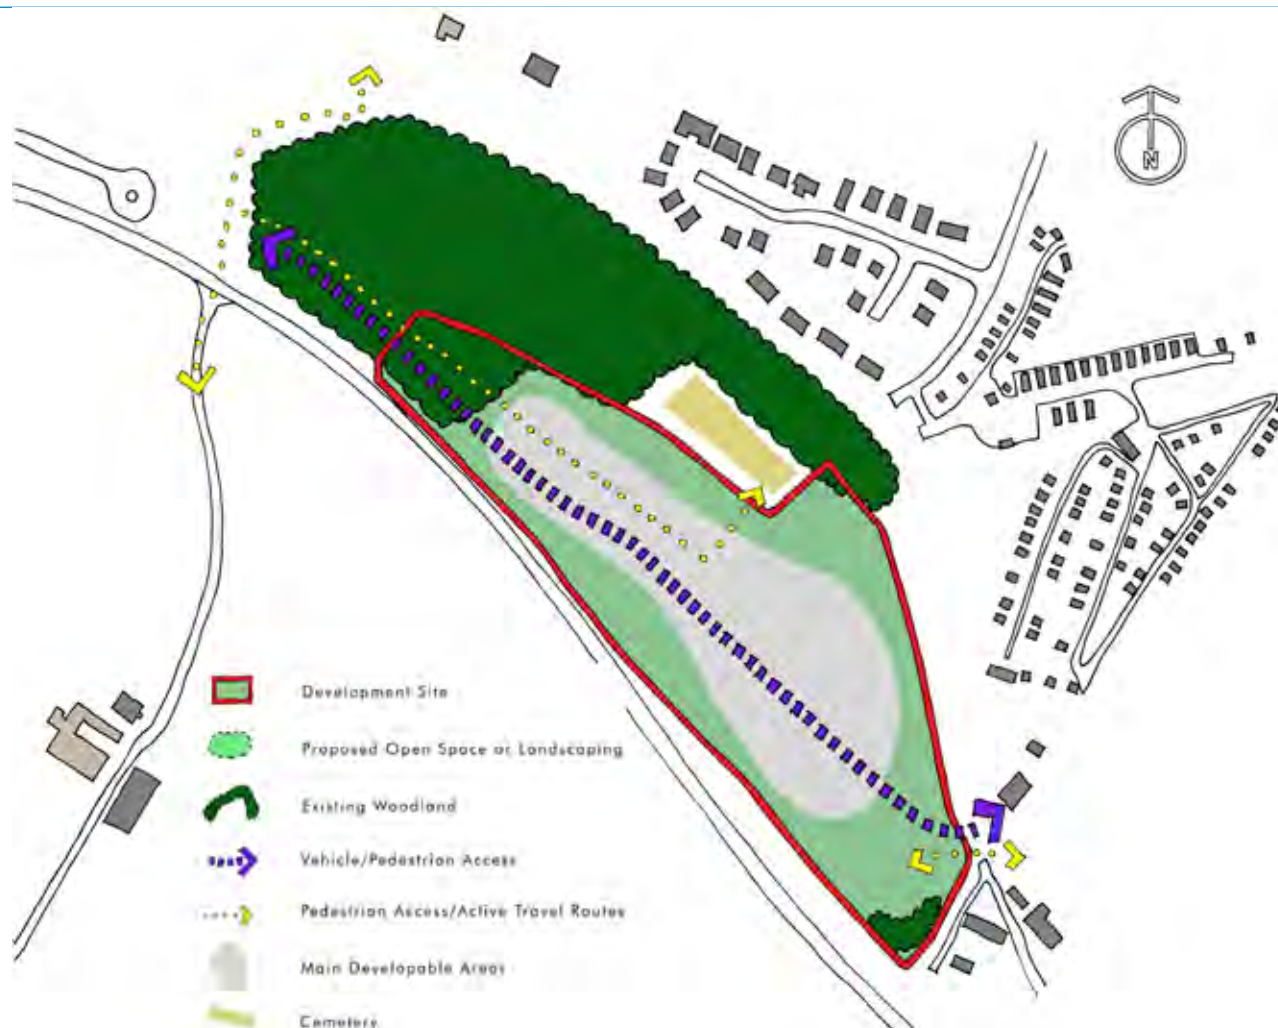 N
Development Site
Proposed Open Space or Landscaping
Existing Woodland
Vehicle/Pedestrian Access
Pedestrian Access/Active Travel Routes
Main Developable Areas
Cemetery